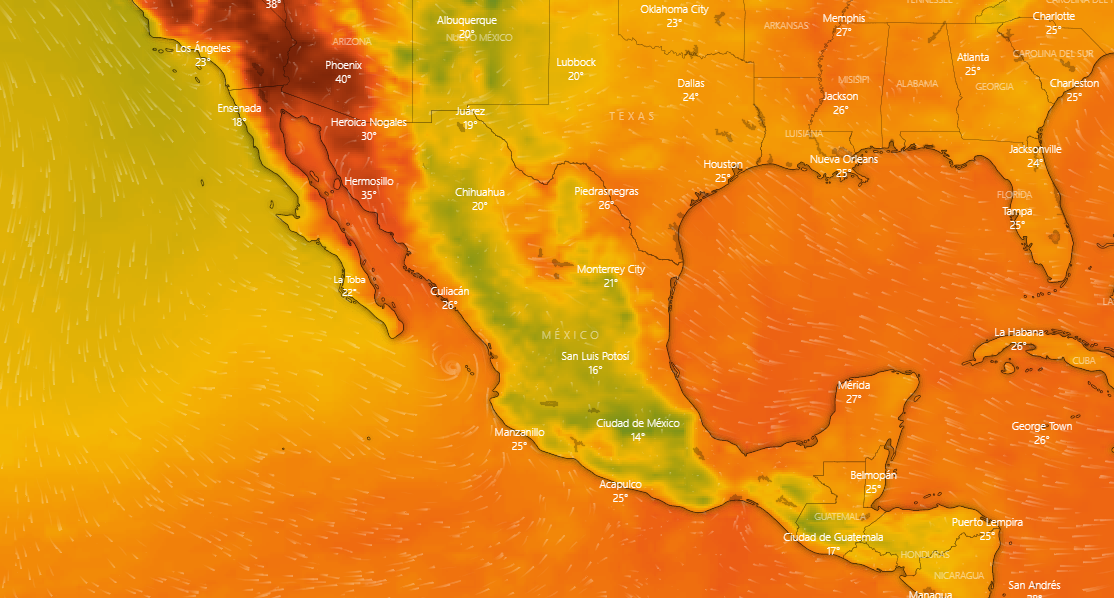 38°
TENNESSEE
CAROLINA DEL
Oklahoma City
23°
Memphis
27°
Charlotte
25°
Albuquerque
20°
NUEVO MÉXICO
ARKANSAS
Los Ángeles
23°
ARIZONA
Phoenix
40°
Lubbock
20°
Atlanta
25°
CAROLINA DEL SUR
Dallas
24°
MISISIPI
ALABAMA
GEORGIA
Charleston
25°
Jackson
26°
Ensenada
18°
Heroica Nogales
30°
Juárez
19°
TEXAS
LUISIANA
Jacksonville
24°
Houston
25°
Nueva Orleans
25°
Hermosillo
35°
Chihuahua
20°
Piedrasnegras
26°
FLORIDA
Tampa
25°
La Toba
22°
Culiacán
26°
Monterrey City
21°
LA
MÉXICO
La Habana
26°
CUBA
San Luis Potosí
16°
Mérida
27°
Manzanillo
25°
Ciudad de México
14°
George Town
26°
Acapulco
25°
Belmopán
25°
GUATEMALA
Ciudad de Guatemala
17°
Puerto Lempira
25°
HONDURAS
NICARAGUA
San Andrés
Managua